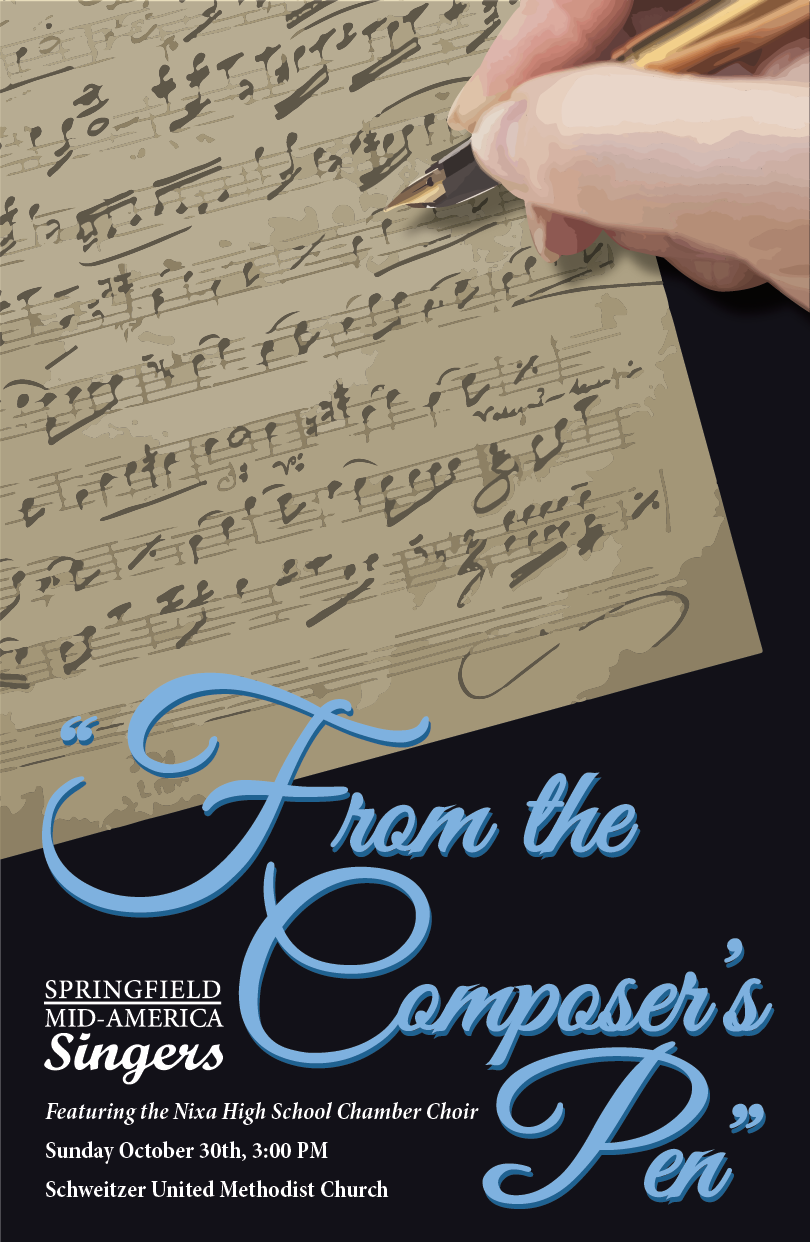 “From the
Composer’s
Pen”
SPRINGFIELD
MID-AMERICA
Singers
Featuring the Nixa High School Chamber Choir
Sunday October 30th, 3:00 PM
Schweitzer United Methodist Church